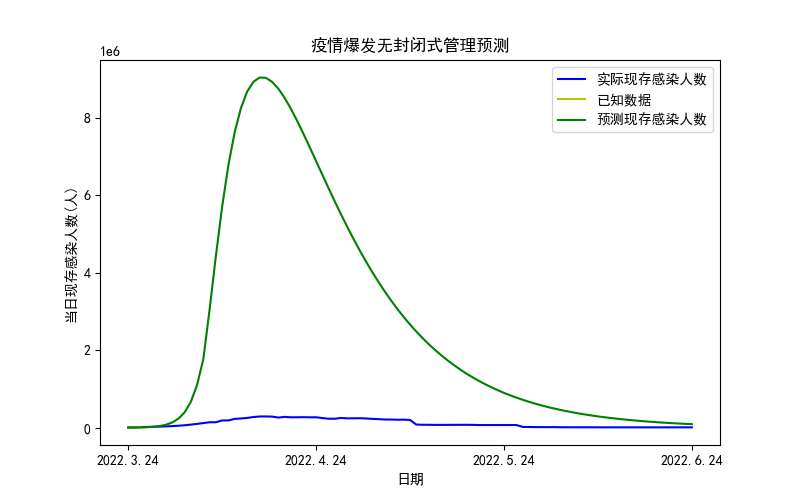 疫情爆发无封闭式管理预测
1e6
实际现存感染人数
已知数据
预测现存感染人数
8
6
4
2
0
当日现存感染人数(人)
2022.3.24
2022.4.24
2022.5.24
2022.6.24
日期